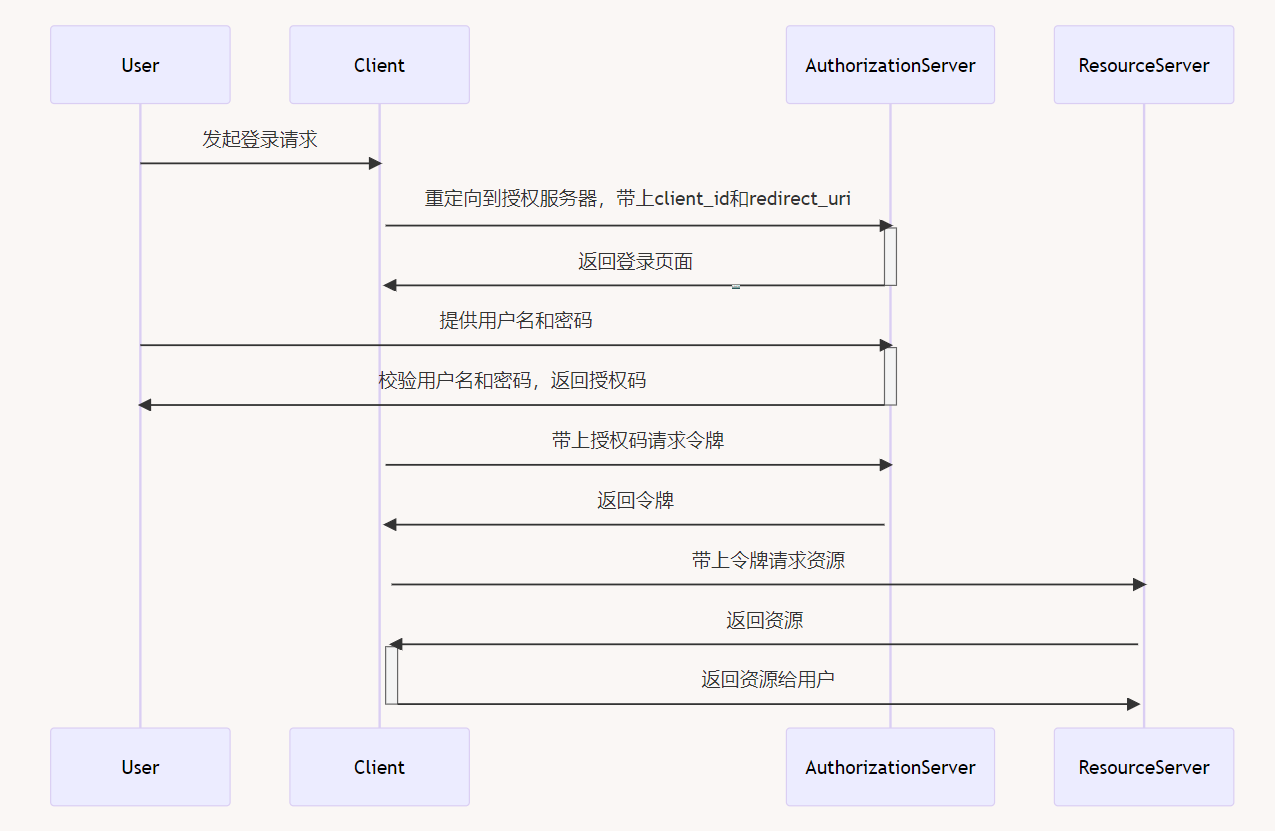 User
Client
AuthorizationServer
ResourceServer
发起登录请求
重定向到授权服务器，带上client_id和redirect_uri
返回登录页面
提供用户名和密码
校验用户名和密码，返回授权码
带上授权码请求令牌
返回令牌
带上令牌请求资源
返回资源
返回资源给用户
User
Client
AuthorizationServer
ResourceServer